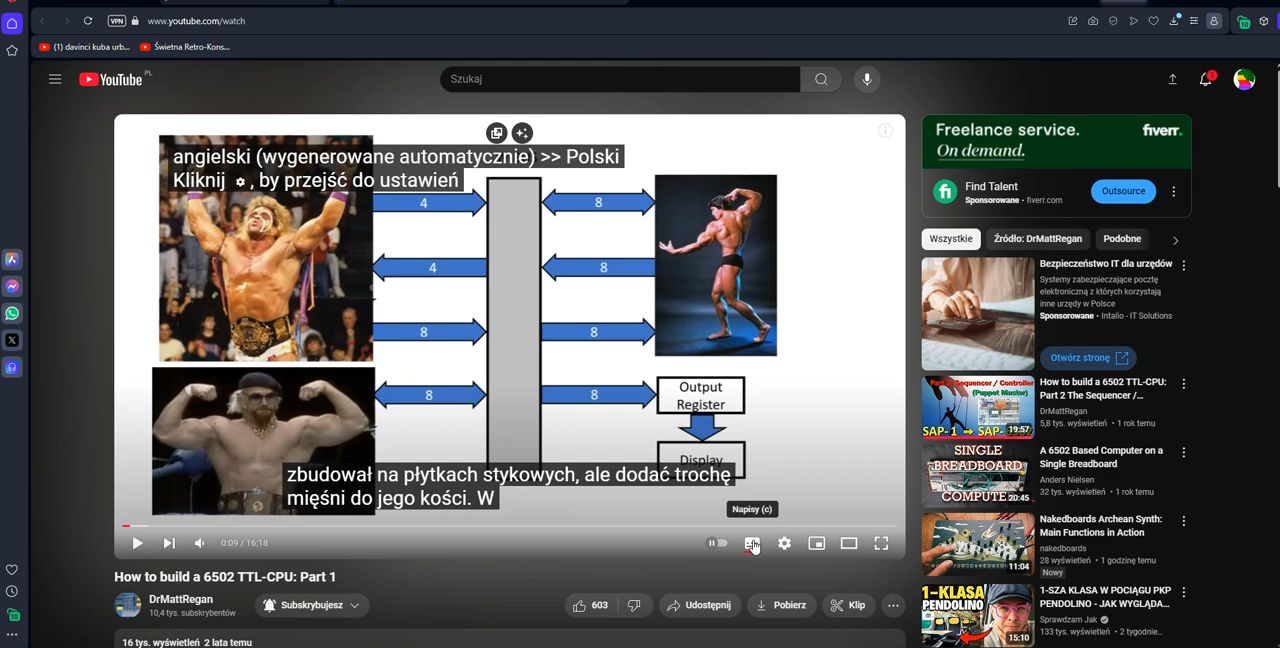 VPN
www.youtube.com/watch
(1) davinci kuba urb...
Świetna Retro-Kons...
YouTube PL
Szukaj
1
angielski (wygenerowane automatycznie) >> Polski
Kliknij , by przejść do ustawień
4
8
4
8
8
8
8
8
Output
Register
Display
zbudował na płytkach stykowych, ale dodać trochę
mięśni do jego kości. W
Napisy (c)
0:09 / 16:18
How to build a 6502 TTL-CPU: Part 1
DrMattRegan
10,4 tys. subskrybentów
Subskrybujesz
603
Udostępnij
Pobierz
Klip
16 tys. wyświetleń 2 lata temu
Freelance service.
On demand.
fiverr.
fi
Find Talent
Sponsorowane · fiverr.com
Outsource
Wszystkie
Źródło: DrMattRegan
Podobne
Bezpieczeństwo IT dla urzędów
Systemy zabezpieczające pocztę
elektroniczną z których korzystają
inne urzędy w Polsce
Sponsorowane · Intalio - IT Solutions
Otwórz stronę
Sequencer / Controller
(Puppet Master)
SAP-1
19:57
How to build a 6502 TTL-CPU:
Part 2 The Sequencer /...
DrMattRegan
5,8 tys. wyświetleń · 1 rok temu
SINGLE
BREADBOARD
COMPUTE
20:45
A 6502 Based Computer on a
Single Breadboard
Anders Nielsen
32 tys. wyświetleń · 1 rok temu
11:04
Nakedboards Archean Synth:
Main Functions in Action
nakedboards
28 wyświetleń · 1 godzinę temu
Nowy
1-KLASA
PENDOLINO
15:10
1-SZA KLASA W POCIĄGU PKP
PENDOLINO - JAK WYGLĄDA...
Sprawdzam Jak
133 tys. wyświetleń · 2 tygodnie...